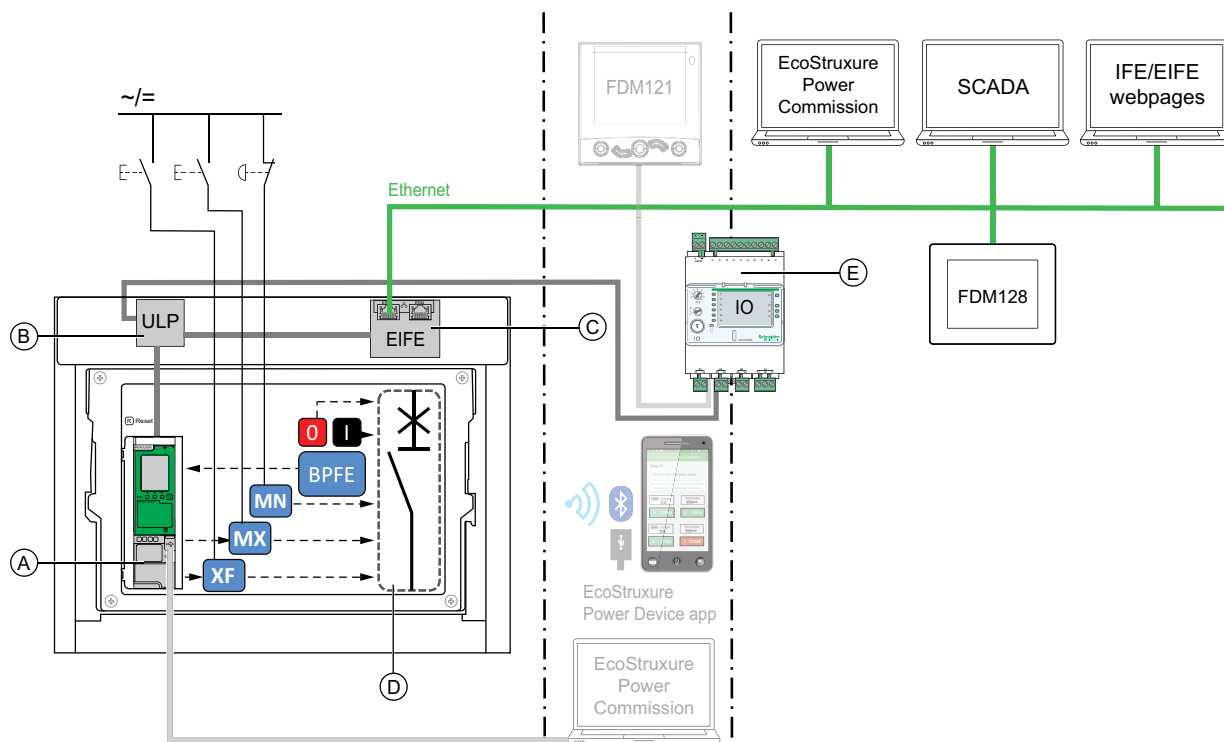 FDM121
EcoStruxure
Power
Commission
SCADA
IFE/EIFE
webpages
~/=
Ethernet
E
IO
FDM128
B
ULP
C
EIFE
R Reset
0
I
BPFE
MN
MX
A
XF
D
EcoStruxure
Power Device app
EcoStruxure
Power
Commission